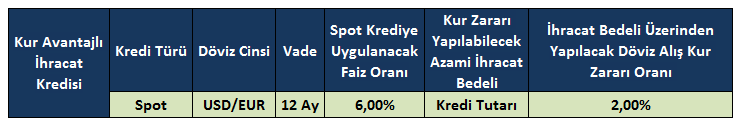 Kur Avantajlı
İhracat
Kredisi
Kredi Türü
Döviz Cinsi
Vade
Spot Krediye
Uygulanacak
Faiz Oranı
Kur Zararı
Yapılabilecek
Azami İhracat
Bedeli
İhracat Bedeli Üzerinden
Yapılacak Döviz Alış Kur
Zararı Oranı
Spot
USD/EUR
12 Ay
6,00%
Kredi Tutarı
2,00%